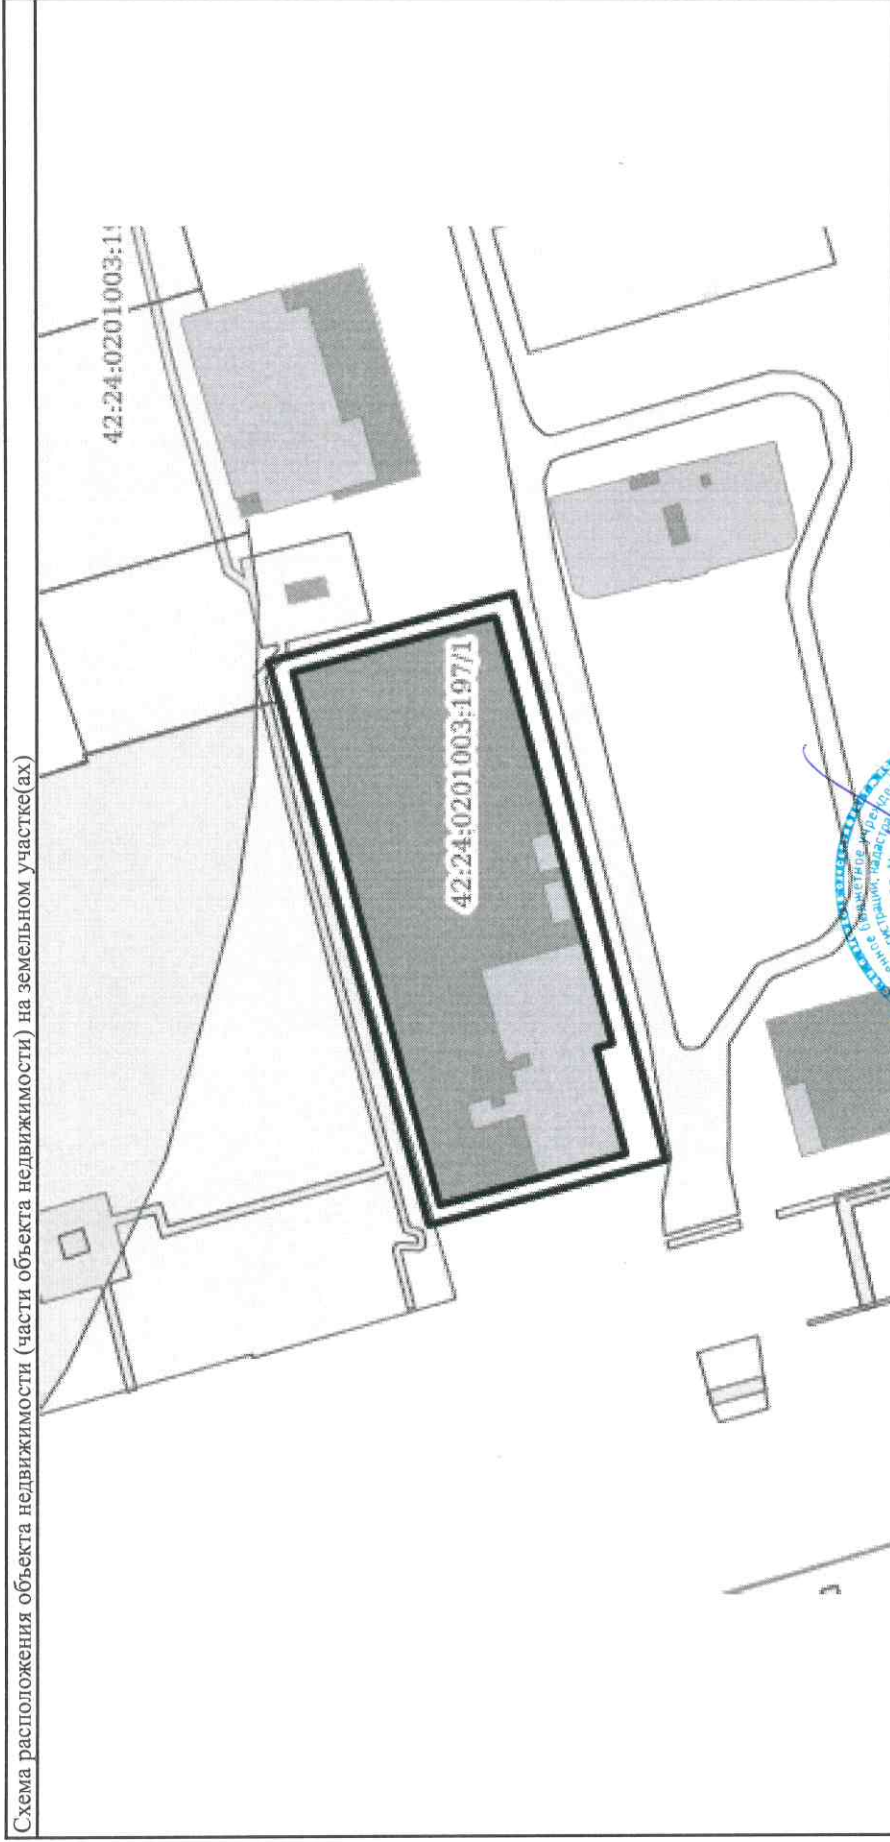 Схема расположения объекта недвижимости (части объекта недвижимости) на земельном участке(ах)
42:24:0201003:19
42:24:0201003:197/1